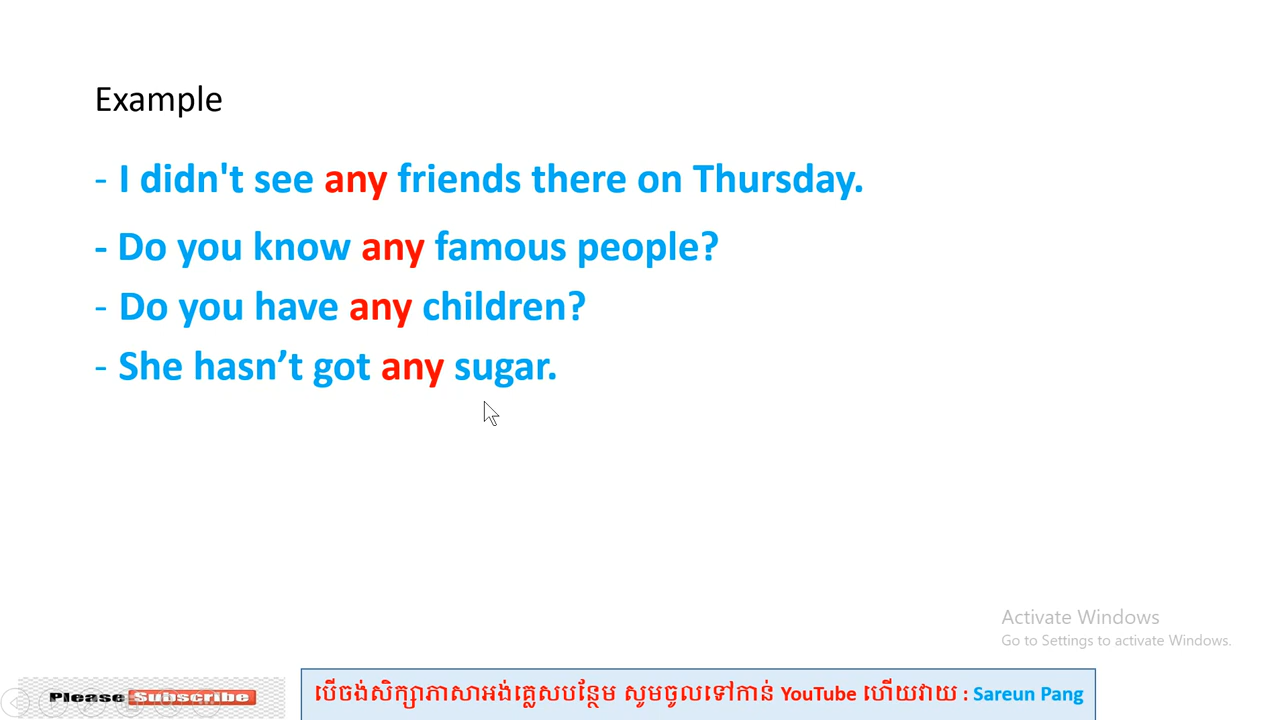 Example
- I didn't see any friends there on Thursday.
- Do you know any famous people?
- Do you have any children?
- She hasn’t got any sugar.
Activate Windows
Go to Settings to activate Windows.
Please Subscribe
បើចង់សិក្សាភាសាអង់គ្លេសបន្ថែម សូមចូលទៅកាន់ YouTube ហើយវាយ : Sareun Pang